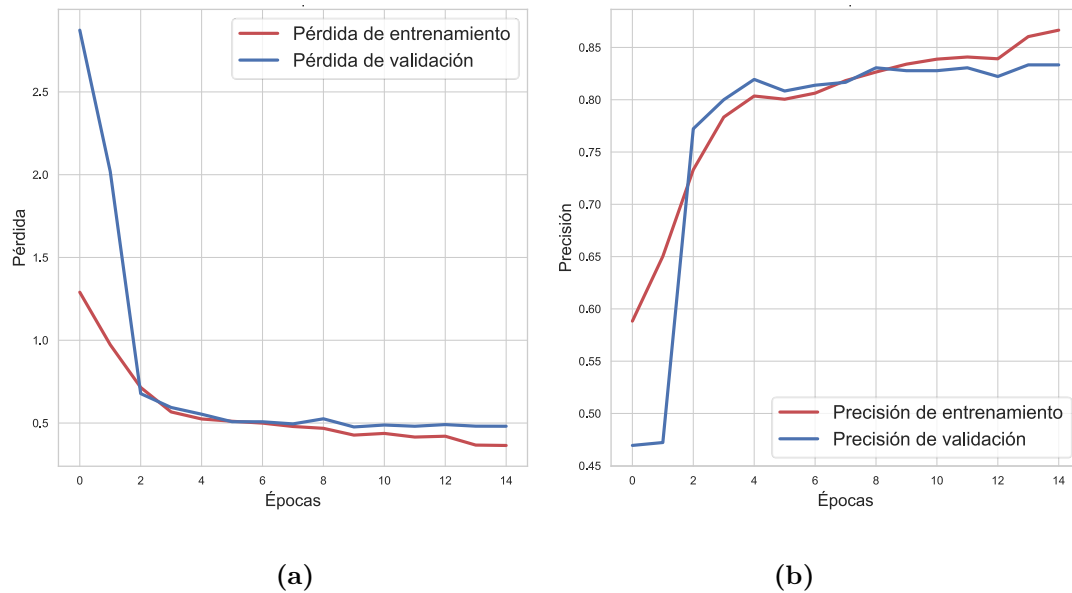 Pérdida de entrenamiento
Pérdida de validación
2.5
2.0
1.5
1.0
0.5
Pérdida
0 2 4 6 8 10 12 14
Épocas
(a)
0.85
0.80
0.75
0.70
0.65
0.60
0.55
0.50
0.45
Precisión
Precisión de entrenamiento
Precisión de validación
0 2 4 6 8 10 12 14
Épocas
(b)